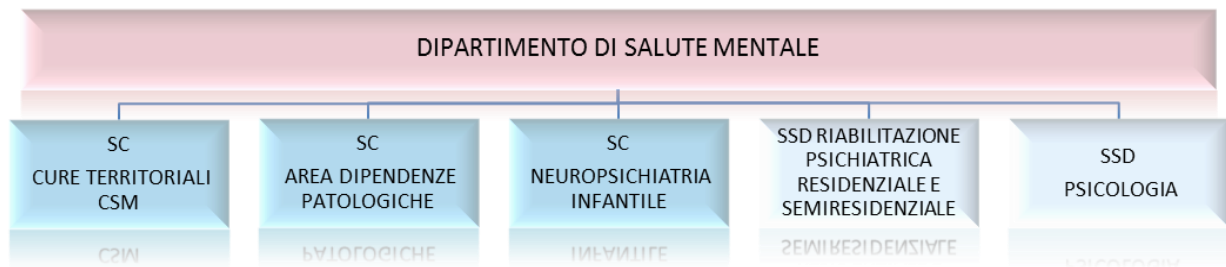 DIPARTIMENTO DI SALUTE MENTALE
SC
CURE TERRITORIALI
CSM
SC
AREA DIPENDENZE
PATOLOGICHE
SC
NEUROPSICHIATRIA
INFANTILE
SSD RIABILITAZIONE
PSICHIATRICA
RESIDENZIALE E
SEMIRESIDENZIALE
SSD
PSICOLOGIA